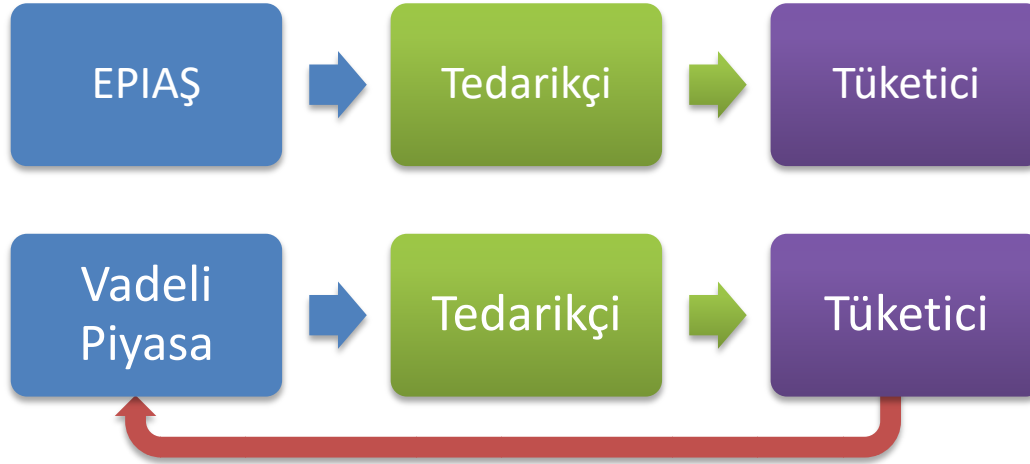 EPIAŞ
Tedarikçi
Tüketici
Vadeli
Piyasa
Tedarikçi
Tüketici